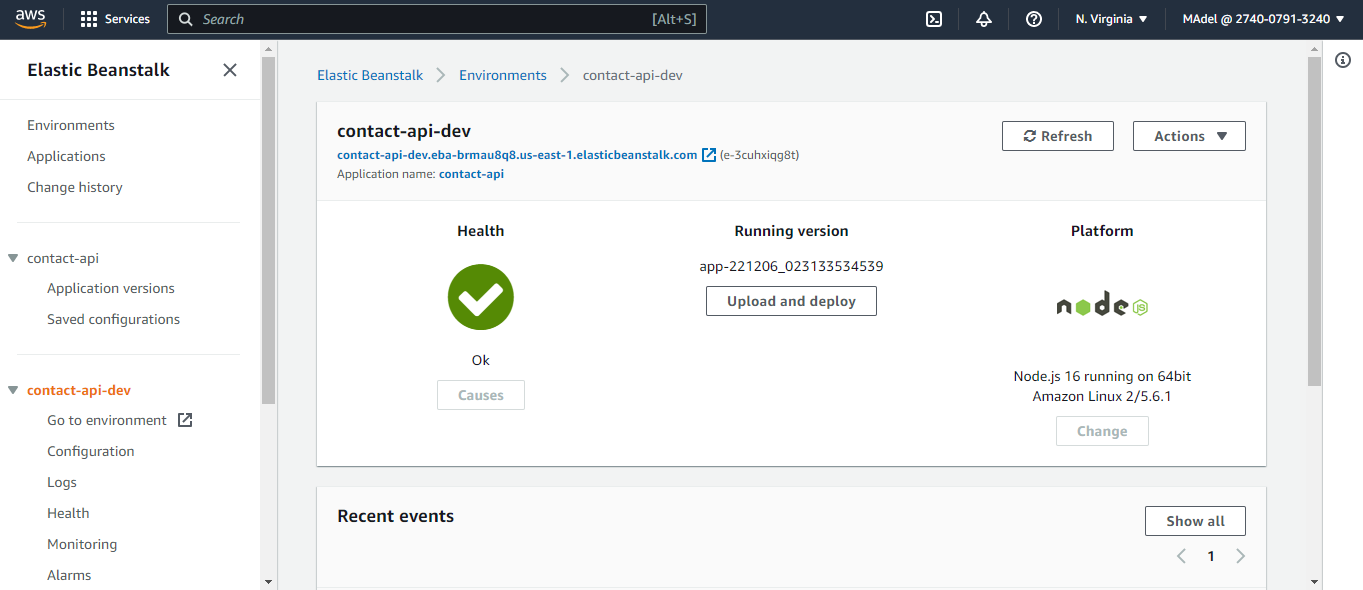 aws
Services
Search
[Alt+S]
N. Virginia
MAdel @ 2740-0791-3240
Elastic Beanstalk
Environments
Applications
Change history
contact-api
Application versions
Saved configurations
contact-api-dev
Go to environment
Configuration
Logs
Health
Monitoring
Alarms
Elastic Beanstalk
Environments
contact-api-dev
contact-api-dev
contact-api-dev.eba-brmau8q8.us-east-1.elasticbeanstalk.com (e-3cuhxiqg8t)
Application name: contact-api
Refresh
Actions
Health
Ok
Causes
Running version
app-221206_023133534539
Upload and deploy
Platform
node
JS
Node.js 16 running on 64bit
Amazon Linux 2/5.6.1
Change
Recent events
Show all
1